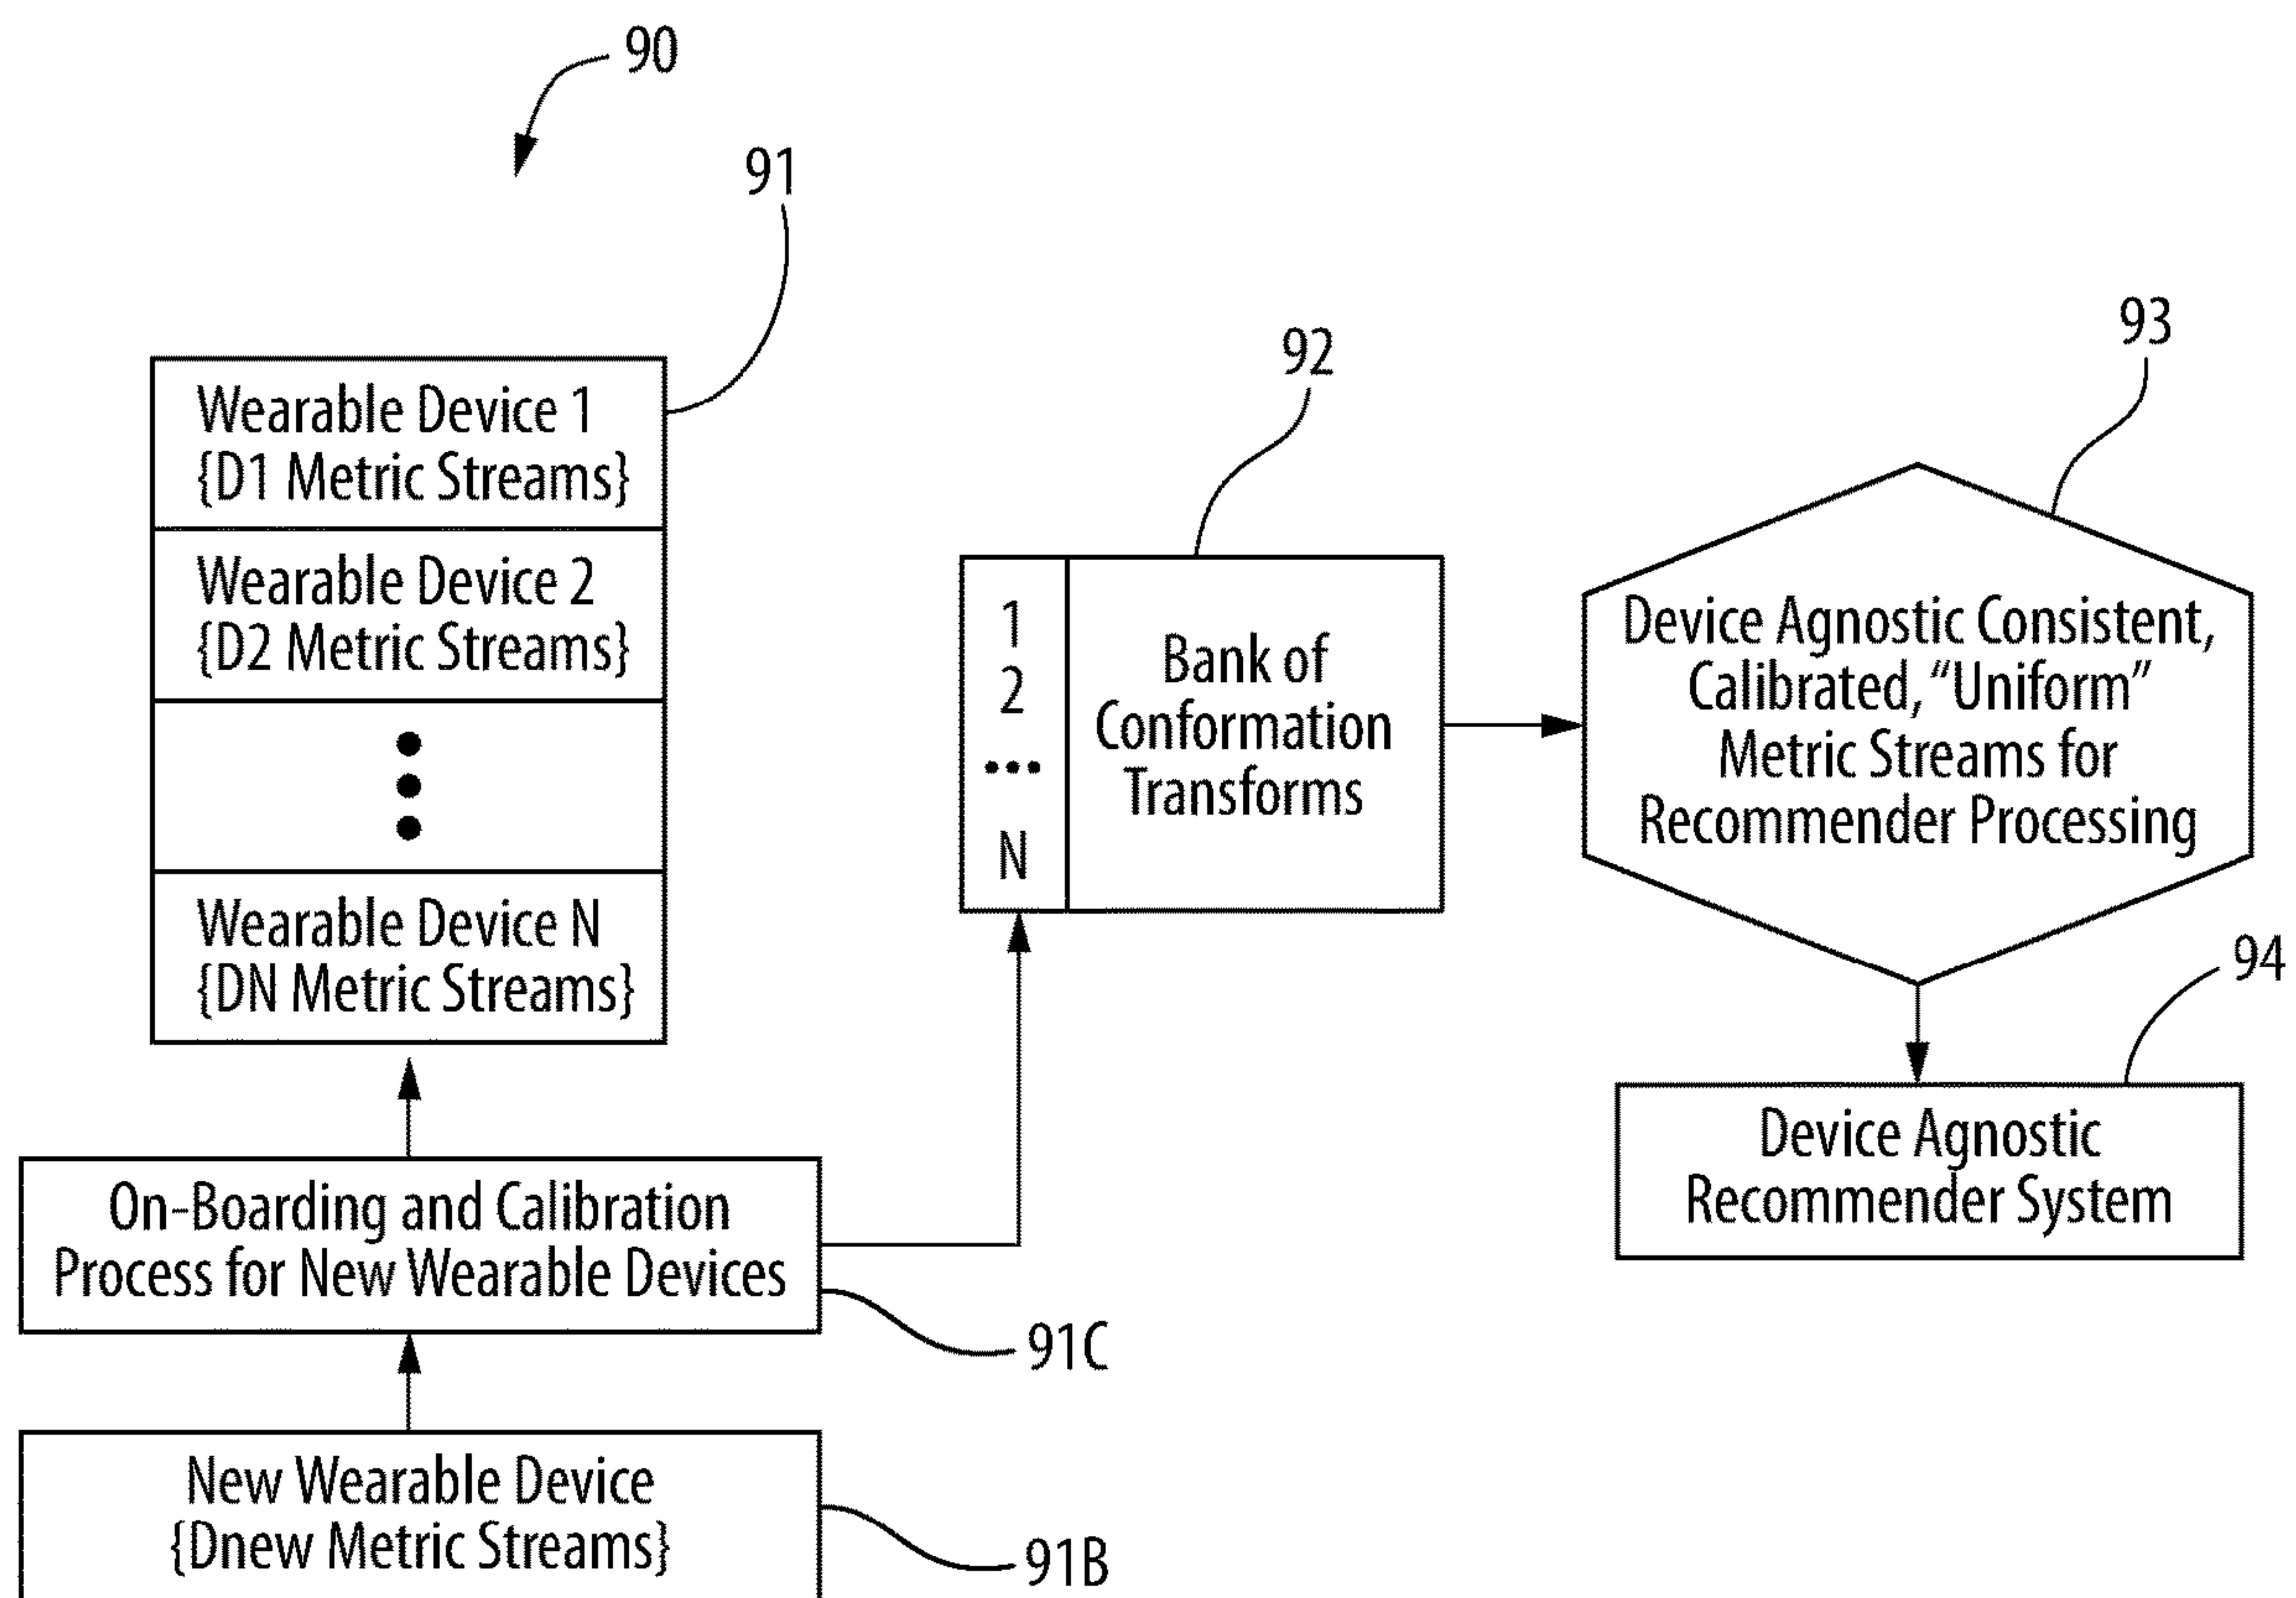 90
91
Wearable Device 1
{D1 Metric Streams}
Wearable Device 2
{D2 Metric Streams}
Wearable Device N
{DN Metric Streams}
On-Boarding and Calibration
Process for New Wearable Devices
91C
New Wearable Device
{Dnew Metric Streams}
91B
92
1
2
...
N
Bank of
Conformation
Transforms
93
Device Agnostic Consistent,
Calibrated, “Uniform”
Metric Streams for
Recommender Processing
94
Device Agnostic
Recommender System